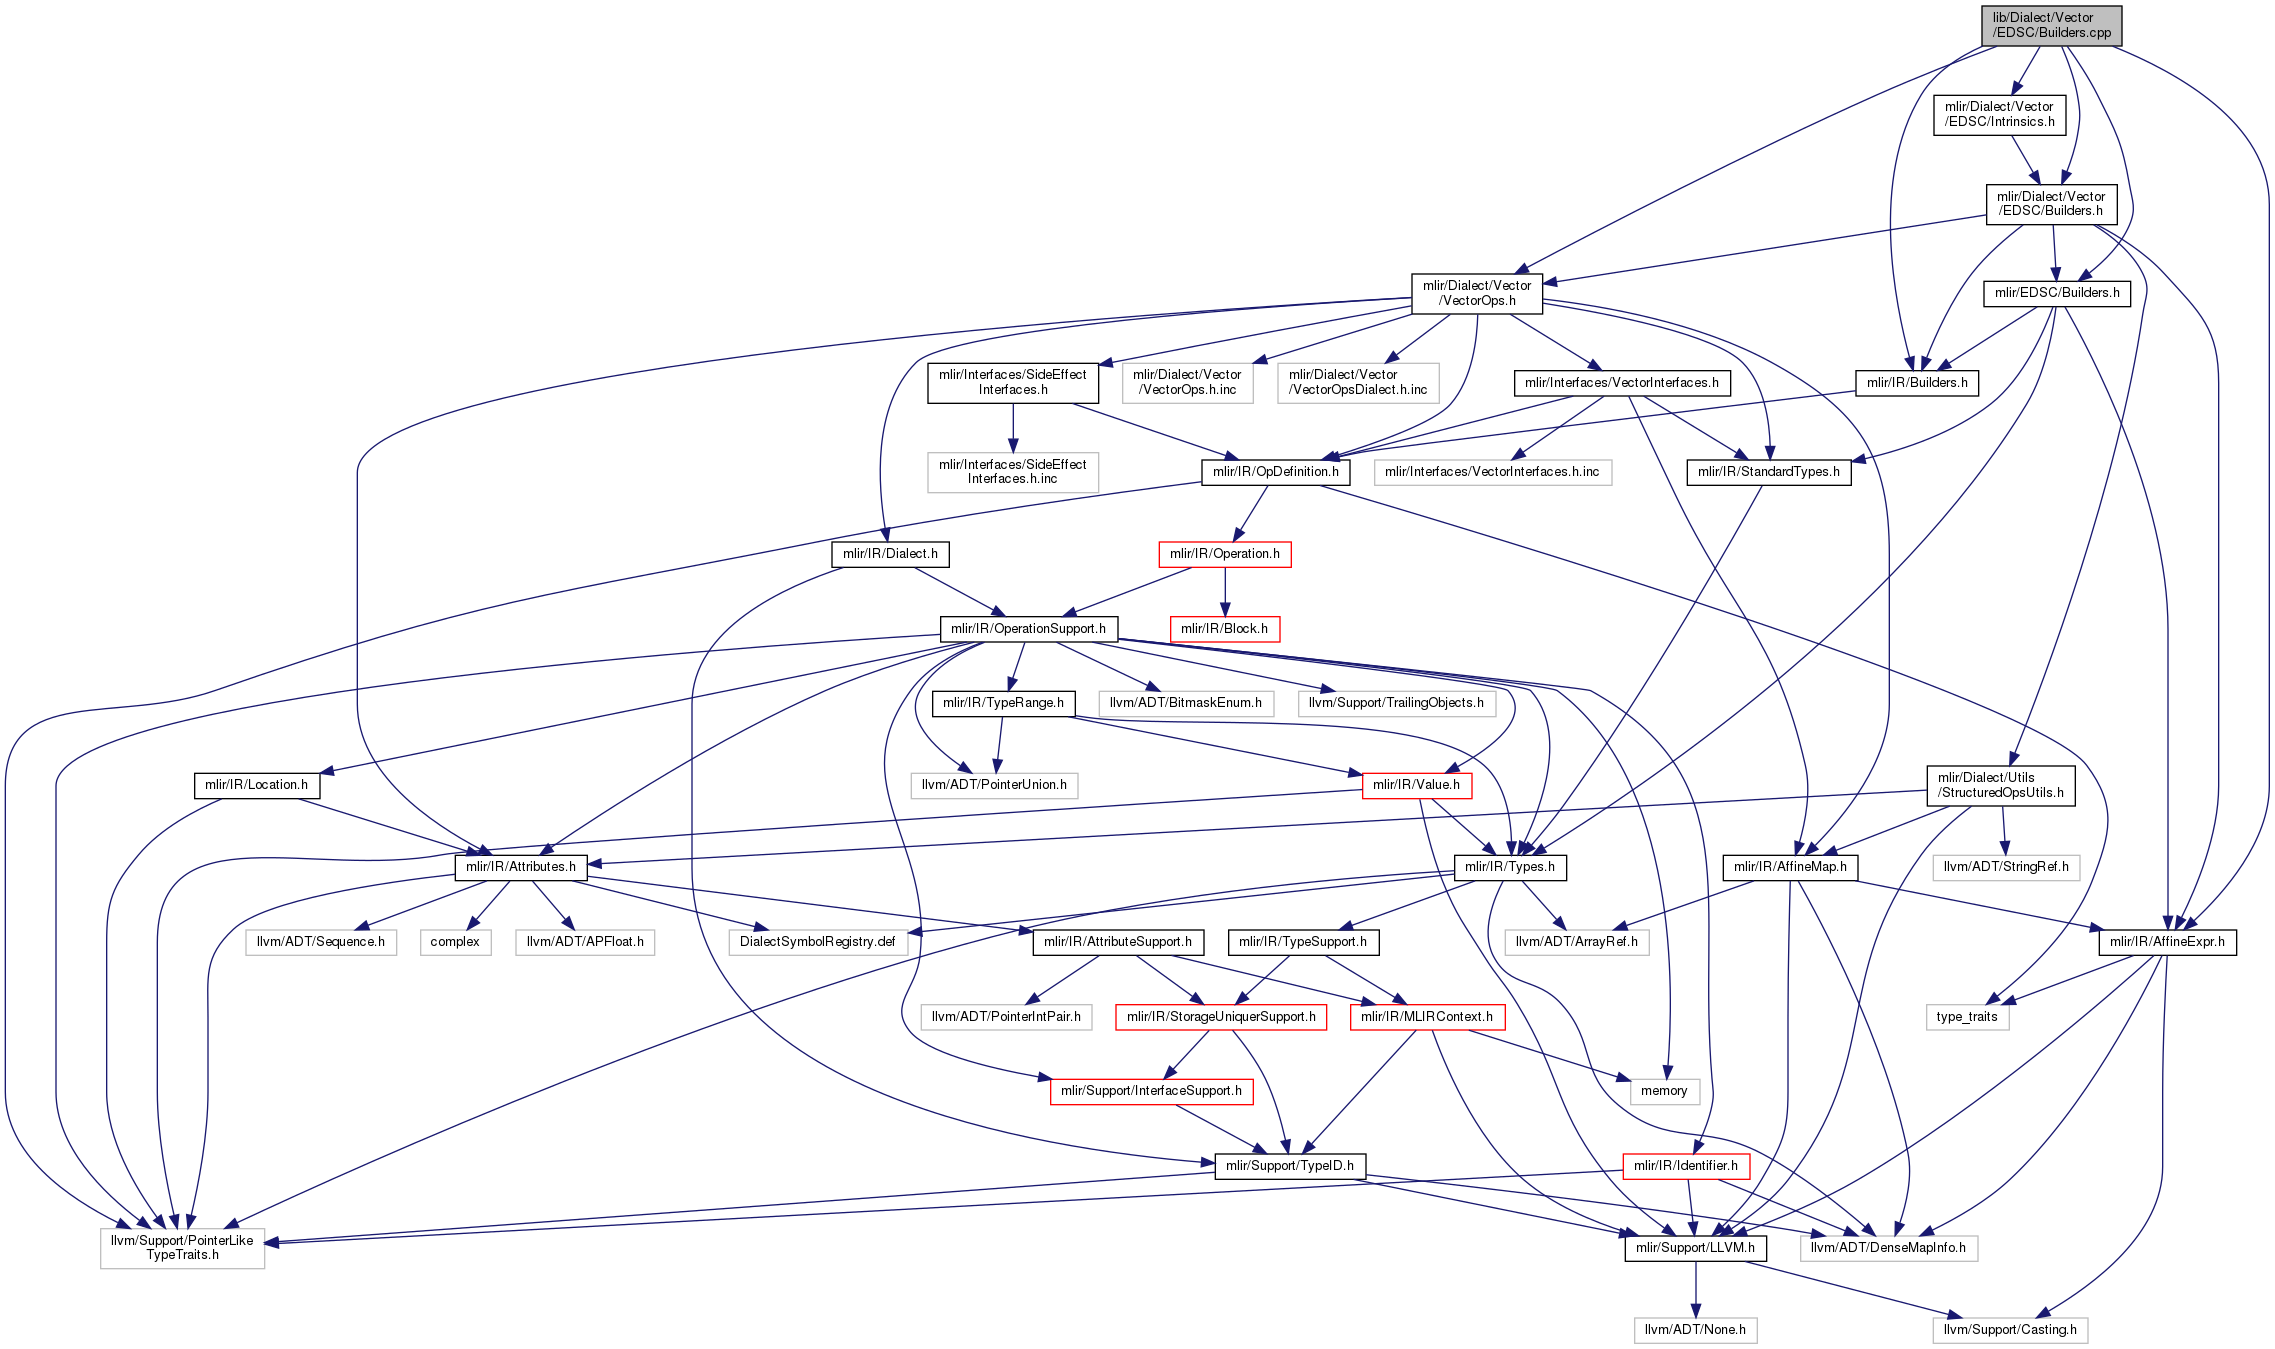 lib/Dialect/Vector
/EDSC/Builders.cpp
mlir/Dialect/Vector
/EDSC/Intrinsics.h
mlir/Dialect/Vector
/EDSC/Builders.h
mlir/Dialect/Vector
/VectorOps.h
mlir/EDSC/Builders.h
mlir/Interfaces/SideEffect
Interfaces.h
mlir/Dialect/Vector
/VectorOps.h.inc
mlir/Dialect/Vector
/VectorOpsDialect.h.inc
mlir/Interfaces/VectorInterfaces.h
mlir/IR/Builders.h
mlir/Interfaces/SideEffect
Interfaces.h.inc
mlir/IR/OpDefinition.h
mlir/Interfaces/VectorInterfaces.h.inc
mlir/IR/StandardTypes.h
mlir/IR/Dialect.h
mlir/IR/Operation.h
mlir/IR/OperationSupport.h
mlir/IR/Block.h
mlir/IR/TypeRange.h
llvm/ADT/BitmaskEnum.h
llvm/Support/TrailingObjects.h
mlir/IR/Location.h
llvm/ADT/PointerUnion.h
mlir/IR/Value.h
mlir/Dialect/Utils
/StructuredOpsUtils.h
mlir/IR/Attributes.h
mlir/IR/Types.h
mlir/IR/AffineMap.h
llvm/ADT/StringRef.h
llvm/ADT/Sequence.h
complex
llvm/ADT/APFloat.h
DialectSymbolRegistry.def
mlir/IR/AttributeSupport.h
mlir/IR/TypeSupport.h
llvm/ADT/ArrayRef.h
mlir/IR/AffineExpr.h
llvm/ADT/PointerIntPair.h
mlir/IR/StorageUniquerSupport.h
mlir/IR/MLIRContext.h
type_traits
mlir/Support/InterfaceSupport.h
memory
mlir/Support/TypeID.h
mlir/IR/Identifier.h
llvm/Support/PointerLike
TypeTraits.h
mlir/Support/LLVM.h
llvm/ADT/DenseMapInfo.h
llvm/ADT/None.h
llvm/Support/Casting.h